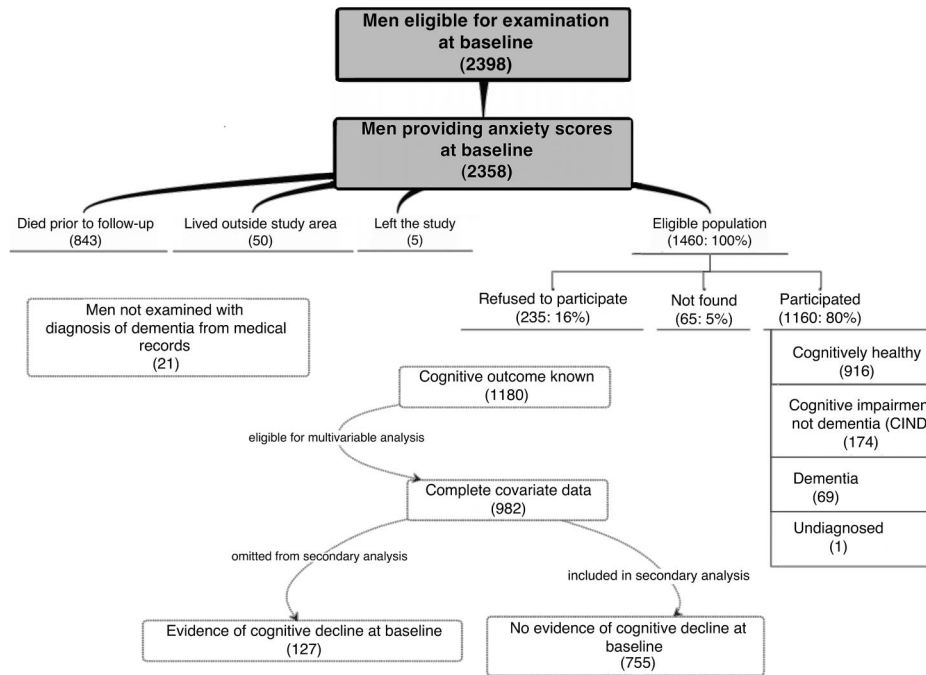 Men eligible for examination
at baseline
(2398)
Men providing anxiety scores
at baseline
(2358)
Died prior to follow-up
(843)
Lived outside study area
(50)
Left the study
(5)
Eligible population
(1460: 100%)
Refused to participate
(235: 16%)
Not found
(65: 5%)
Participated
(1160: 80%)
Men not examined with
diagnosis of dementia from medical
records
(21)
Cognitively healthy
(916)
Cognitive impairmen
not dementia (CIND
(174)
Dementia
(69)
Undiagnosed
(1)
Cognitive outcome known
(1180)
eligible for multivariable analysis
Complete covariate data
(982)
omitted from secondary analysis
included in secondary analysis
Evidence of cognitive decline at baseline
(127)
No evidence of cognitive decline at
baseline
(755)